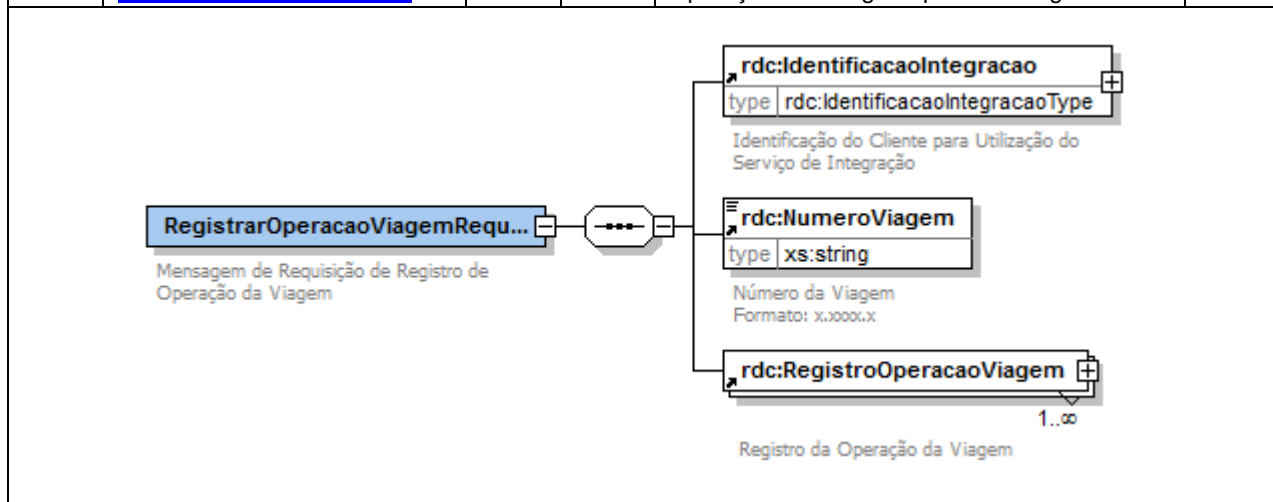 rdc:IdentificacaoIntegracao
type rdc:IdentificacaoIntegracaoType
Identificação do Cliente para Utilização do
Serviço de Integração
RegistrarOperacaoViagemRequ...
Mensagem de Requisição de Registro de
Operação da Viagem
rdc:NumeroViagem
type xs:string
Número da Viagem
Formato: x.xxxx.x
rdc:RegistroOperacaoViagem
1..∞
Registro da Operação da Viagem